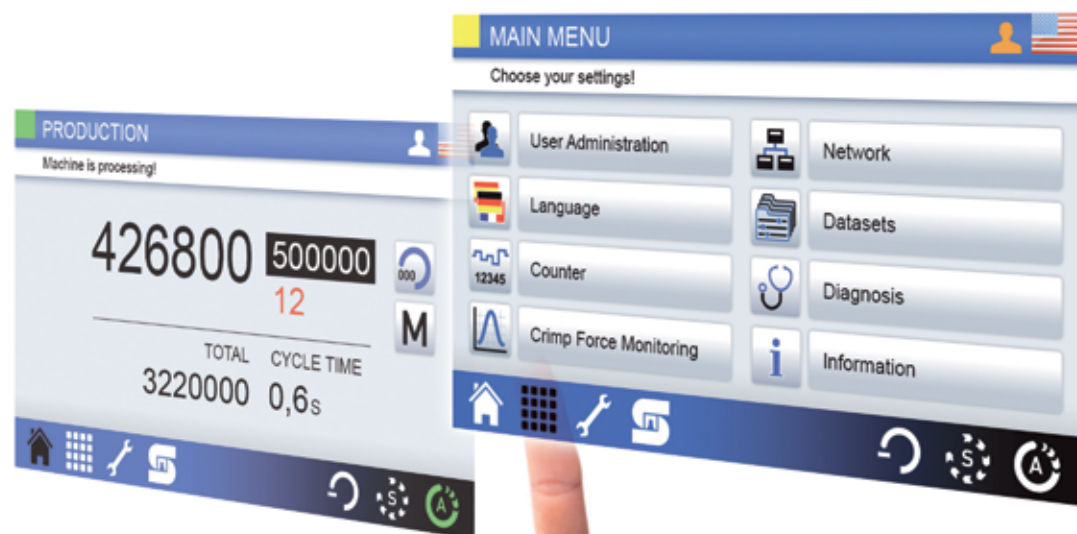 PRODUCTION
Machine is processing!
426800 500000
12
000
M
TOTAL CYCLE TIME
3220000 0,6s
S
A
MAIN MENU
Choose your settings!
User Administration
Network
Language
Datasets
12345
Counter
Diagnosis
Crimp Force Monitoring
i
Information
S
A